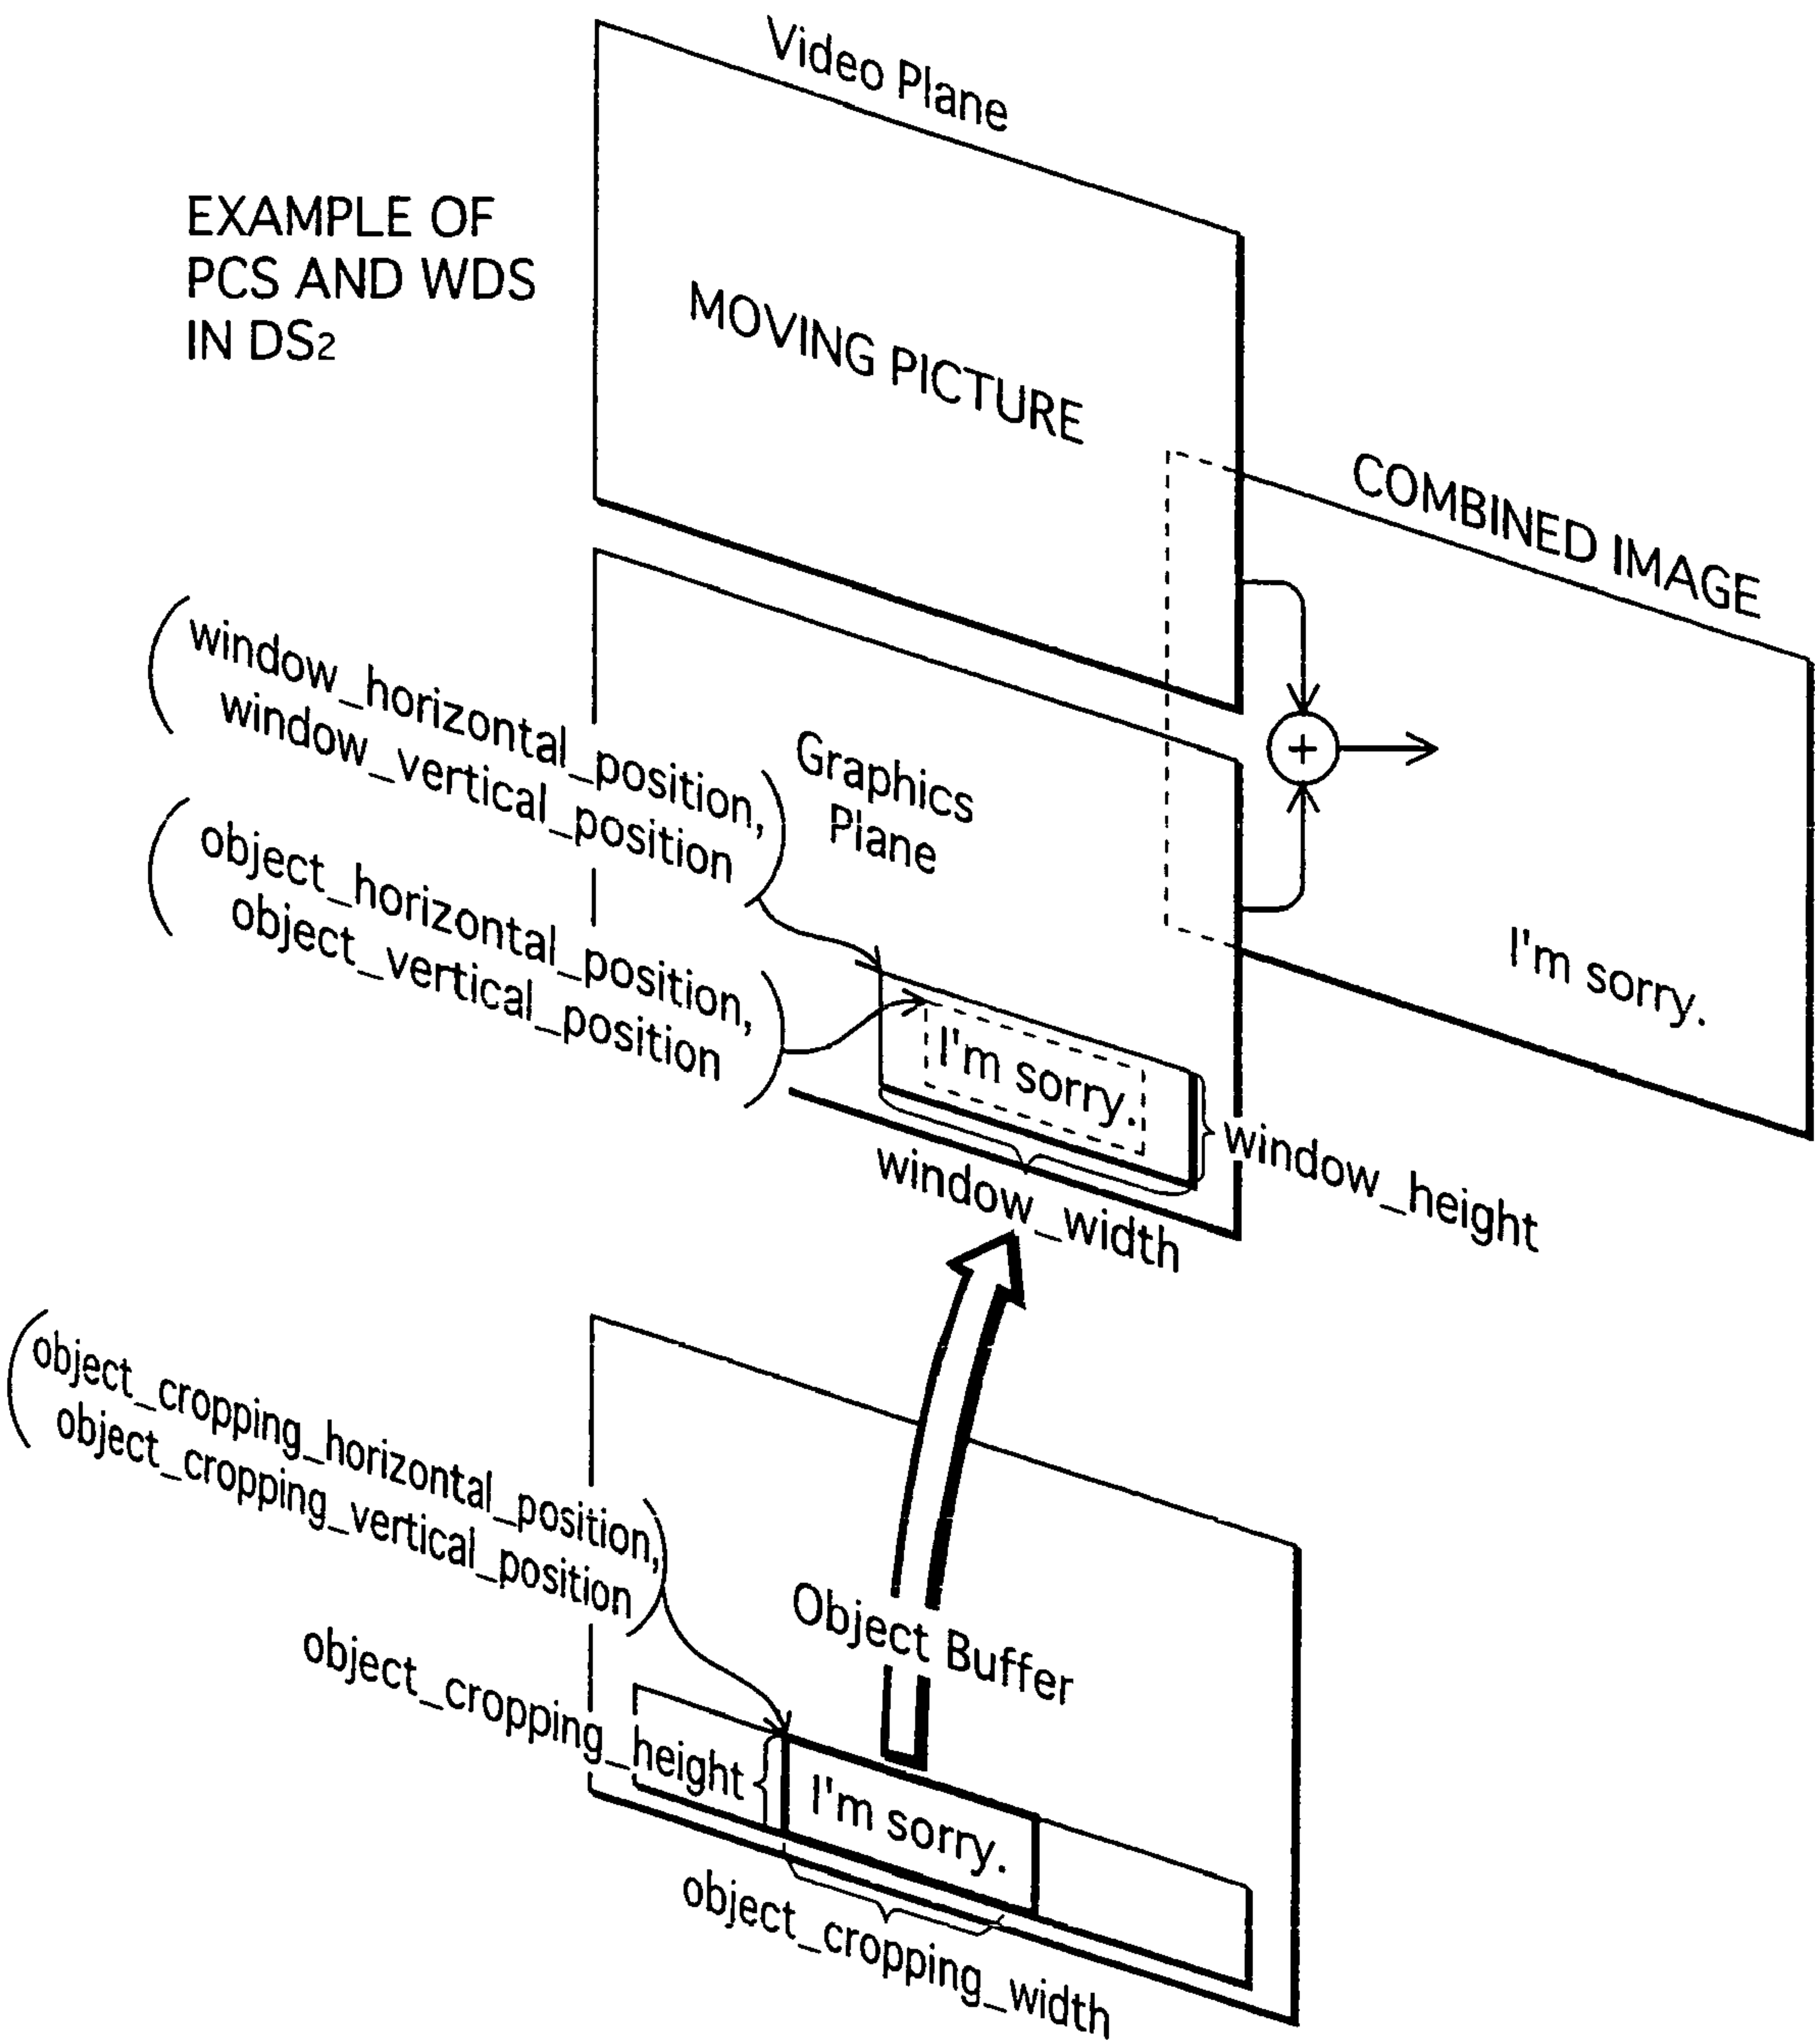 Video Plane
EXAMPLE OF
PCS AND WDS
IN DS2
MOVING PICTURE
COMBINED IMAGE
(window_horizontal_position,
window_vertical_position)
Graphics
Plane
(object_horizontal_position,
object_vertical_position)
+
I'm sorry.
I'm sorry.
window_height
window_width
(object_cropping_horizontal_position,
object_cropping_vertical_position)
Object Buffer
object_cropping_height
I'm sorry.
object_cropping_width